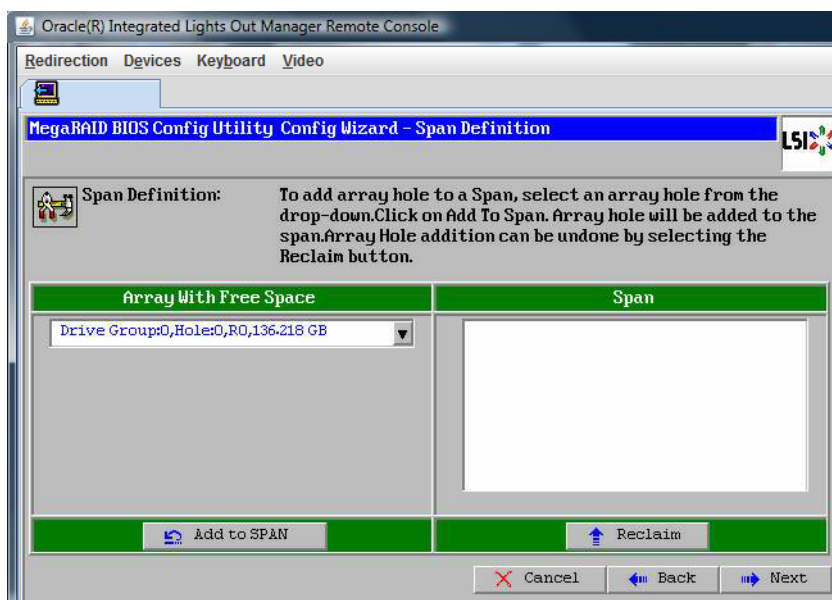 Oracle(R) Integrated Lights Out Manager Remote Console
Redirection Devices Keyboard Video
MegaRAID BIOS Config Utility Config Wizard - Span Definition
LSI
Span Definition:
To add array hole to a Span, select an array hole from the
drop-down.Click on Add To Span. Array hole will be added to the
span.Array Hole addition can be undone by selecting the
Reclaim button.
Array With Free Space
Span
Drive Group:0,Hole:0,R0,136.218 GB
Add to SPAN
Reclaim
Cancel
Back
Next